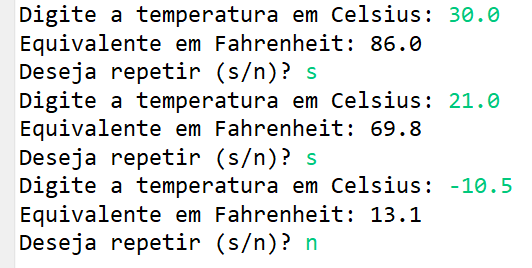 Digite a temperatura em Celsius: 30.0
Equivalente em Fahrenheit: 86.0
Deseja repetir (s/n)? s
Digite a temperatura em Celsius: 21.0
Equivalente em Fahrenheit: 69.8
Deseja repetir (s/n)? s
Digite a temperatura em Celsius: -10.5
Equivalente em Fahrenheit: 13.1
Deseja repetir (s/n)? n